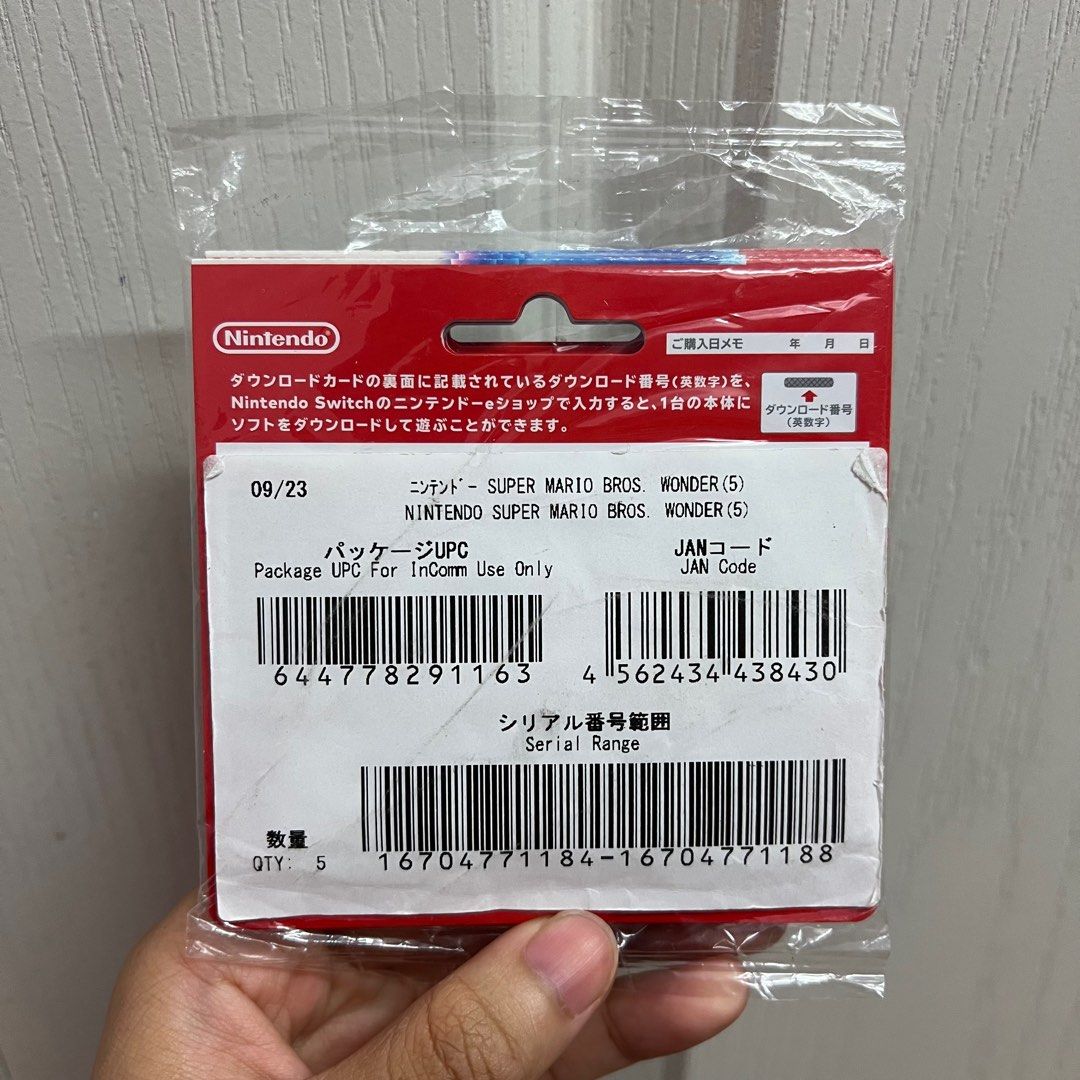 Nintendo
ご購入日メモ 年 月 日
ダウンロードカードの裏面に記載されているダウンロード番号(英数字)を、
Nintendo Switchのニンテンドーeショップで入力すると、1台の本体に
ソフトをダウンロードして遊ぶことができます。
ダウンロード番号
(英数字)
09/23
ニンテンドー SUPER MARIO BROS. WONDER(5)
NINTENDO SUPER MARIO BROS. WONDER(5)
パッケージUPC
Package UPC For InComm Use Only
644778291163
JANコード
JAN Code
4 562434 438430
シリアル番号範囲
Serial Range
16704771184-16704771188
数量
QTY: 5